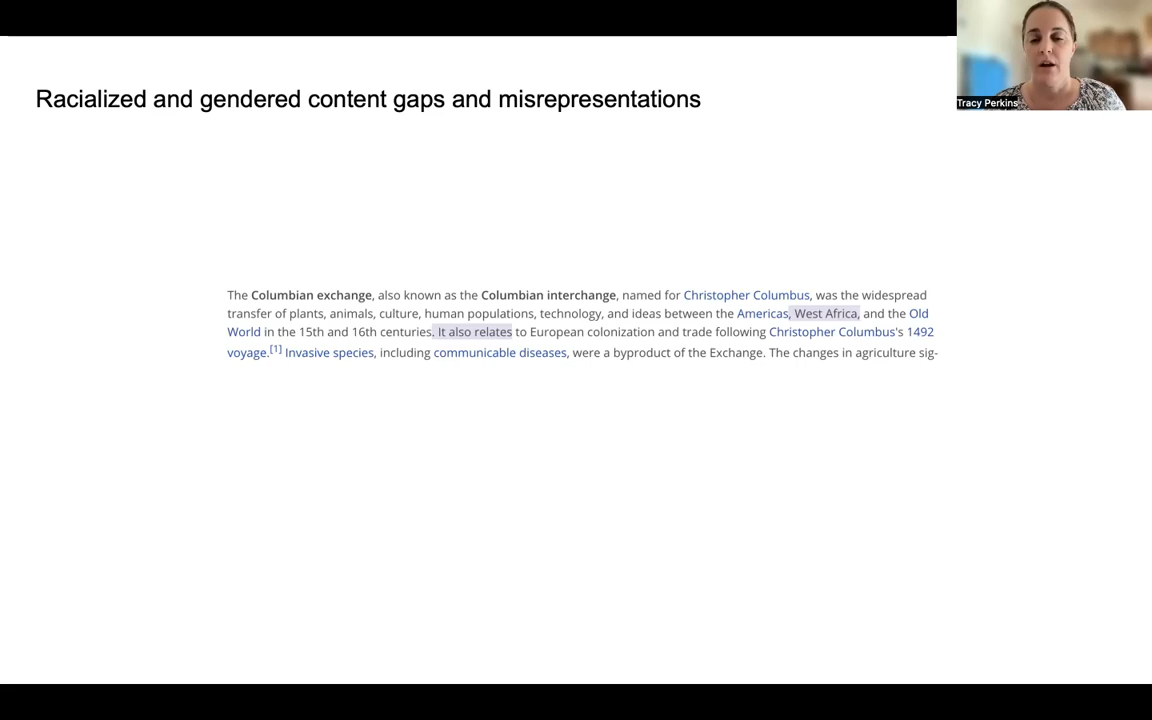 Racialized and gendered content gaps and misrepresentations
Tracy Perkins
The Columbian exchange, also known as the Columbian interchange, named for Christopher Columbus, was the widespread
transfer of plants, animals, culture, human populations, technology, and ideas between the Americas, West Africa, and the Old
World in the 15th and 16th centuries. It also relates to European colonization and trade following Christopher Columbus's 1492
voyage.[1] Invasive species, including communicable diseases, were a byproduct of the Exchange. The changes in agriculture sig-